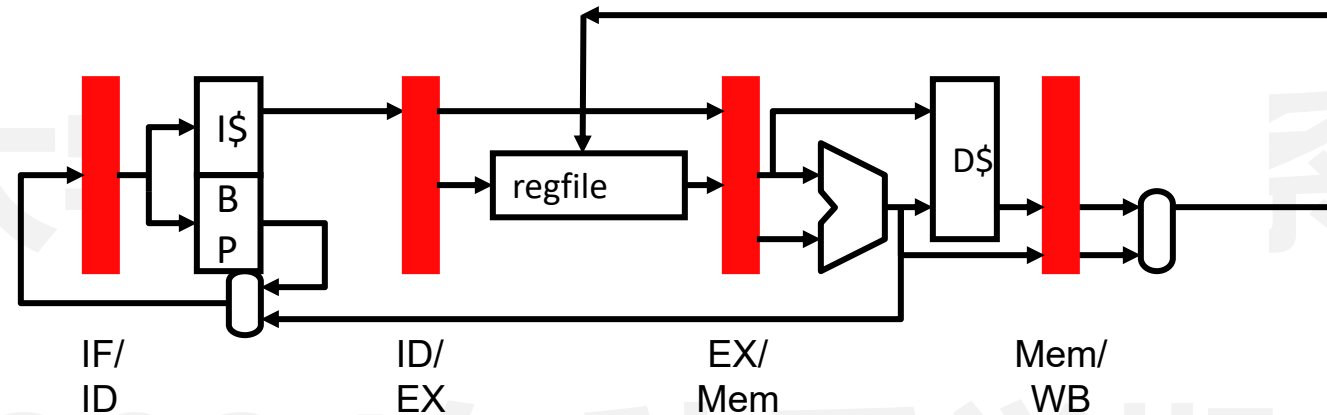 I$
B
P
regfile
D$
IF/
ID
ID/
EX
EX/
Mem
Mem/
WB